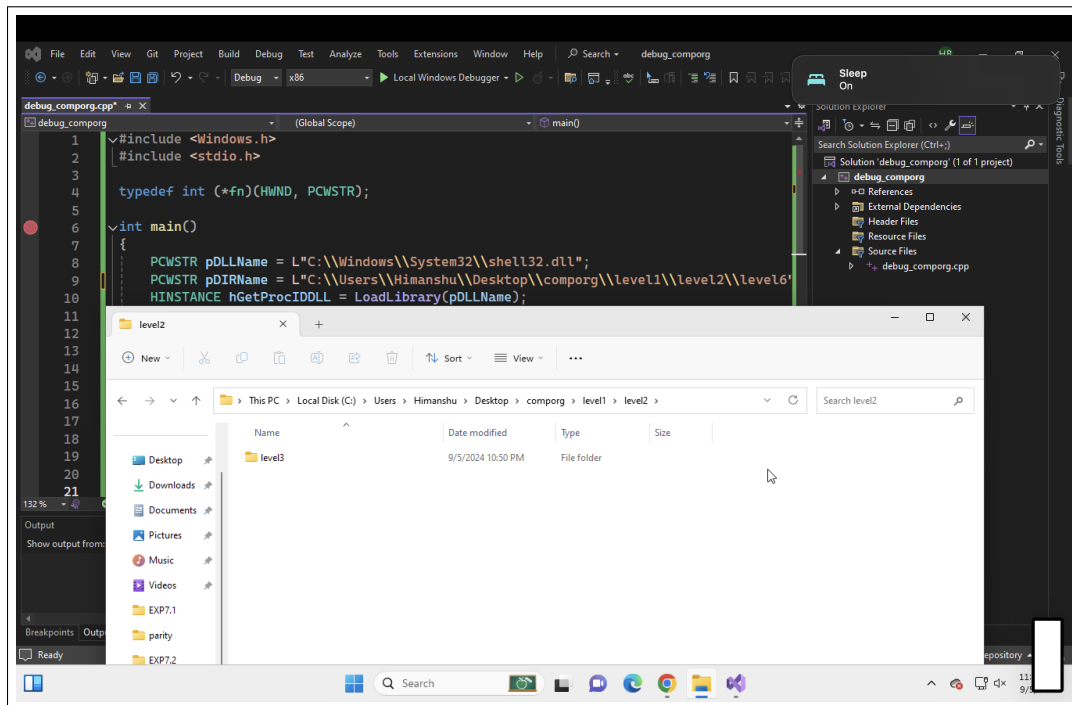 File Edit View Git Project Build Debug Test Analyze Tools Extensions Window Help Search debug_comporg
Debug x86 Local Windows Debugger
Sleep
On
debug_comporg.cpp*
debug_comporg (Global Scope) main()
1 #include <Windows.h>
2 #include <stdio.h>
3
4 typedef int (*fn)(HWND, PCWSTR);
5
6 int main()
7 {
8 PCWSTR pDLLName = L"C:\\Windows\\System32\\shell32.dll";
9 PCWSTR pDIRName = L"C:\\Users\\Himanshu\\Desktop\\comporg\\level1\\level2\\level6"
10 HINSTANCE hGetProcIDDLL = LoadLibrary(pDLLName);
11
12
13
14
15
16
17
18
19
20
21
132 %
Output
Show output from:
Breakpoints
Ready
Solution Explorer
Search Solution Explorer (Ctrl+;)
Solution 'debug_comporg' (1 of 1 project)
debug_comporg
References
External Dependencies
Header Files
Resource Files
Source Files
debug_comporg.cpp
Diagnostic Tools
level2
New Sort View
This PC > Local Disk (C:) > Users > Himanshu > Desktop > comporg > level1 > level2 >
Search level2
Name Date modified Type Size
level3 9/5/2024 10:50 PM File folder
Desktop
Downloads
Documents
Pictures
Music
Videos
EXP7.1
parity
EXP7.2
Search